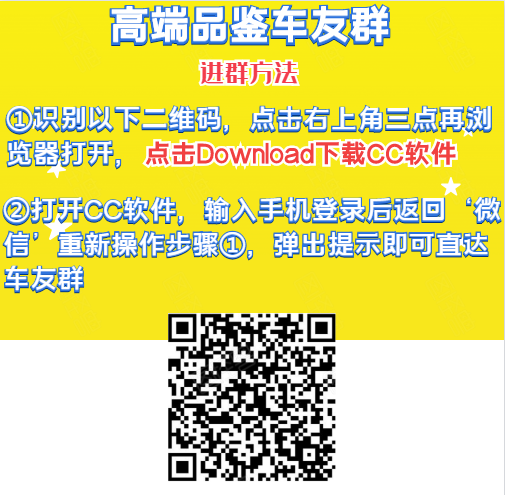 高端品鉴车友群
进群方法
①识别以下二维码，点击右上角三点再浏
览器打开，点击Download下载CC软件
②打开CC软件，输入手机登录后返回‘微
信’重新操作步骤①，弹出提示即可直达
车友群